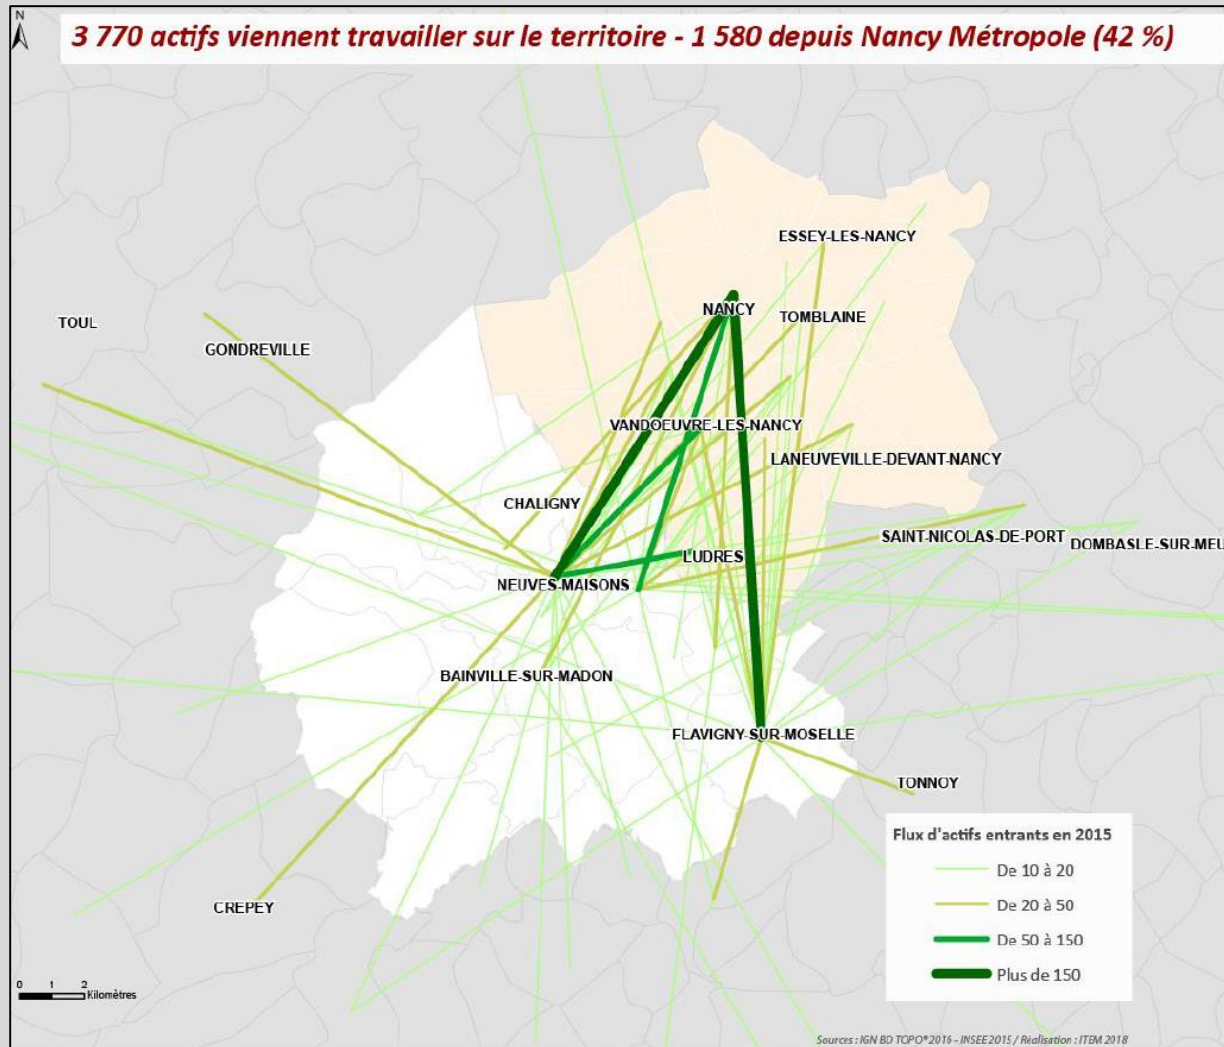 N
3 770 actifs viennent travailler sur le territoire - 1 580 depuis Nancy Métropole (42 %)
ESSEY-LES-NANCY
NANCY
TOMBLAINE
TOUL
GONDREVILLE
VANDOEUVRE-LES-NANCY
LANEUVEVILLE-DEVANT-NANCY
CHALIGNY
SAINT-NICOLAS-DE-PORT
DOMBASLE-SUR-MEU
LUDRES
NEUVES-MAISONS
BAINVILLE-SUR-MADON
FLAVIGNY-SUR-MOSELLE
TONNOY
CREPEY
Flux d'actifs entrants en 2015
De 10 à 20
De 20 à 50
De 50 à 150
Plus de 150
0 1 2
Kilomètres
Sources : IGN BD TOPO®2016 - INSEE2015 / Réalisation : ITEM 2018